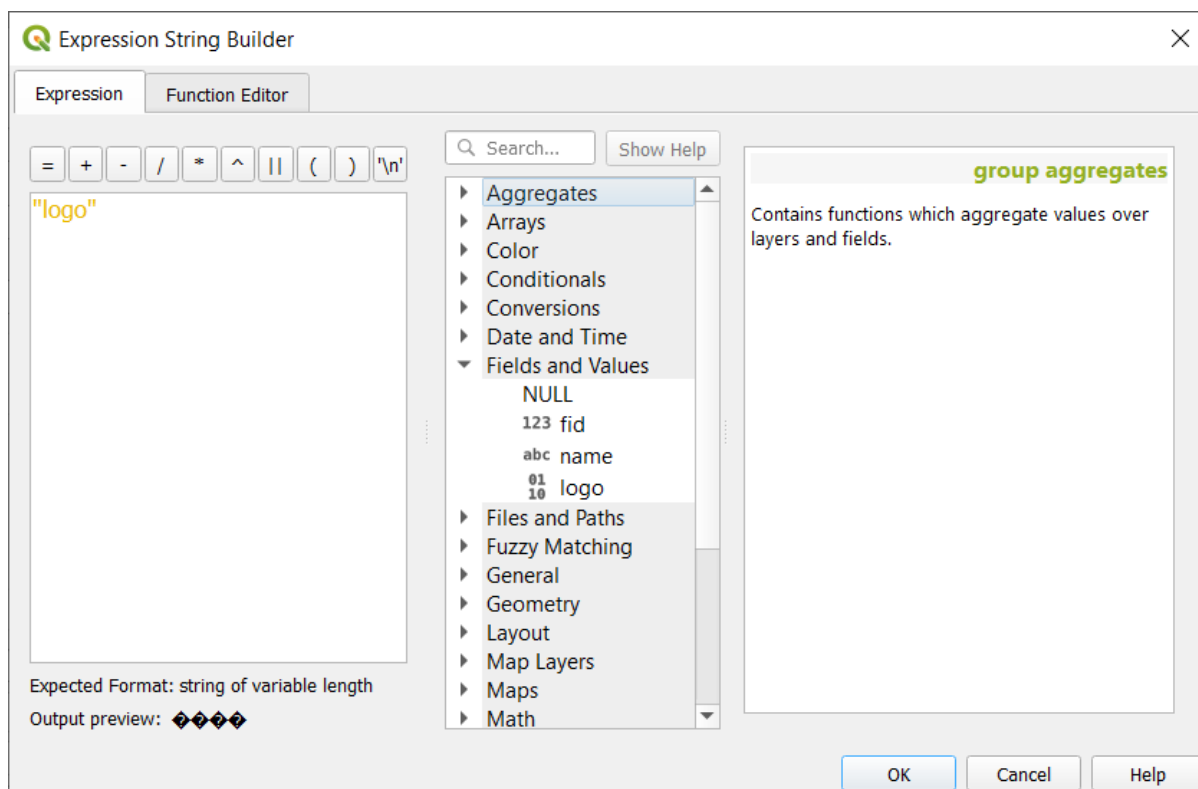 Expression String Builder
Expression
Function Editor
= + - / * ^ || ( ) '\n'
Search...
Show Help
"logo"
Aggregates
Arrays
Color
Conditionals
Conversions
Date and Time
Fields and Values
NULL
123 fid
abc name
01
10 logo
Files and Paths
Fuzzy Matching
General
Geometry
Layout
Map Layers
Maps
Math
group aggregates
Contains functions which aggregate values over
layers and fields.
Expected Format: string of variable length
Output preview: ����
OK
Cancel
Help